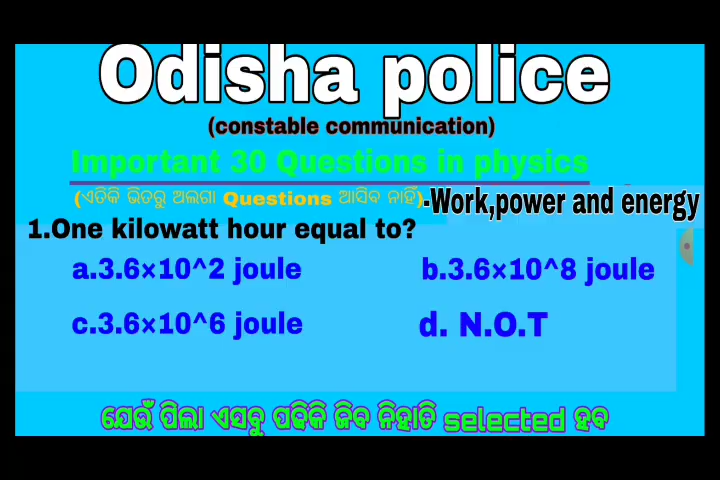 Odisha police
(constable communication)
Important 30 Questions in physics
(ଏତିକି ଭିତରୁ ଅଲଗା Questions ଆସିବ ନାହିଁ)
-Work,power and energy
1.One kilowatt hour equal to?
a.3.6×10^2 joule
b.3.6×10^8 joule
c.3.6×10^6 joule
d. N.O.T
ଯେଉଁ ପିଲା ଏସବୁ ପଢିକି ଜିବ ନିହାତି selected ହବ